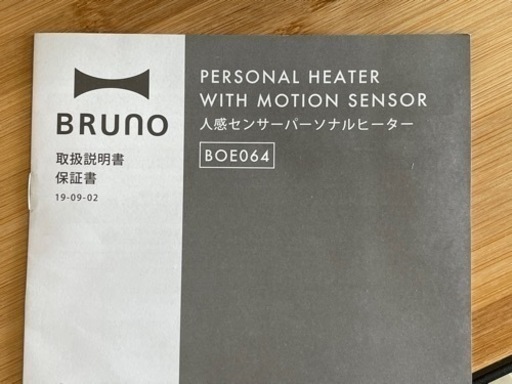 BRUNO
取扱説明書
保証書
19-09-02
PERSONAL HEATER
WITH MOTION SENSOR
人感センサーパーソナルヒーター
BOE064